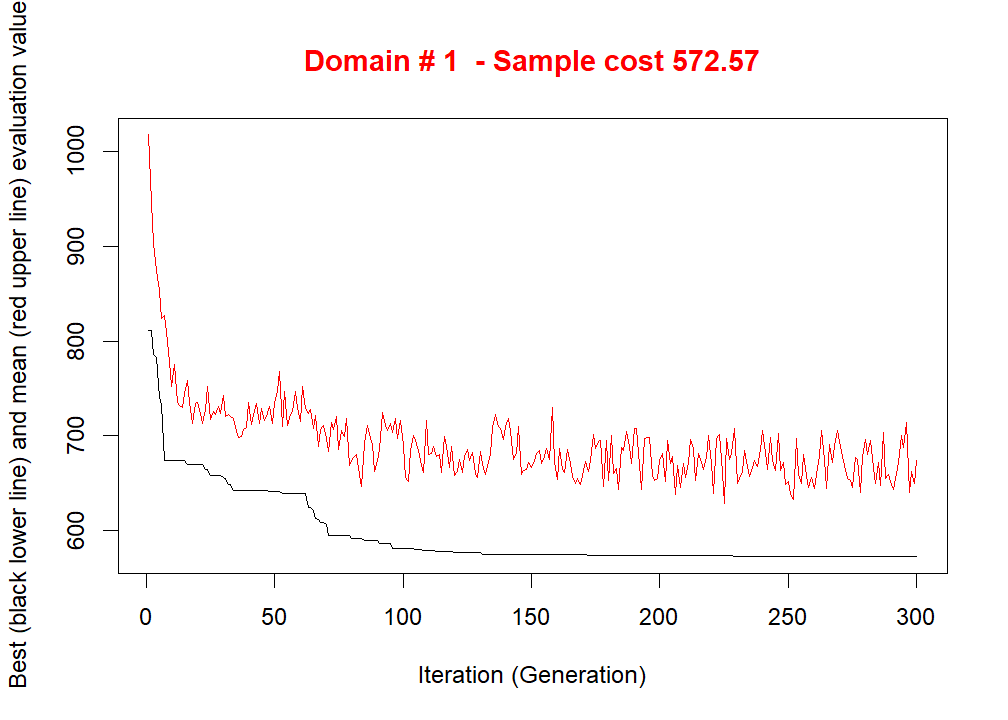 Domain # 1  - Sample cost 572.57
Best (black lower line) and mean (red upper line) evaluation value
1000
900
800
700
600
0 50 100 150 200 250 300
Iteration (Generation)